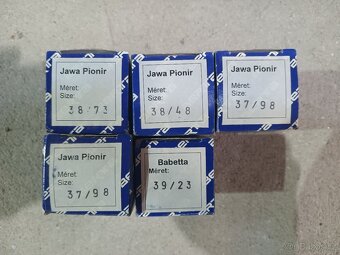 Jawa Pionir
Méret:
Size:
38/73
Jawa Pionir
Méret:
Size:
38/48
Jawa Pionir
Méret:
Size:
37/98
Jawa Pionir
Méret:
Size:
37/98
Babetta
Méret:
39/23